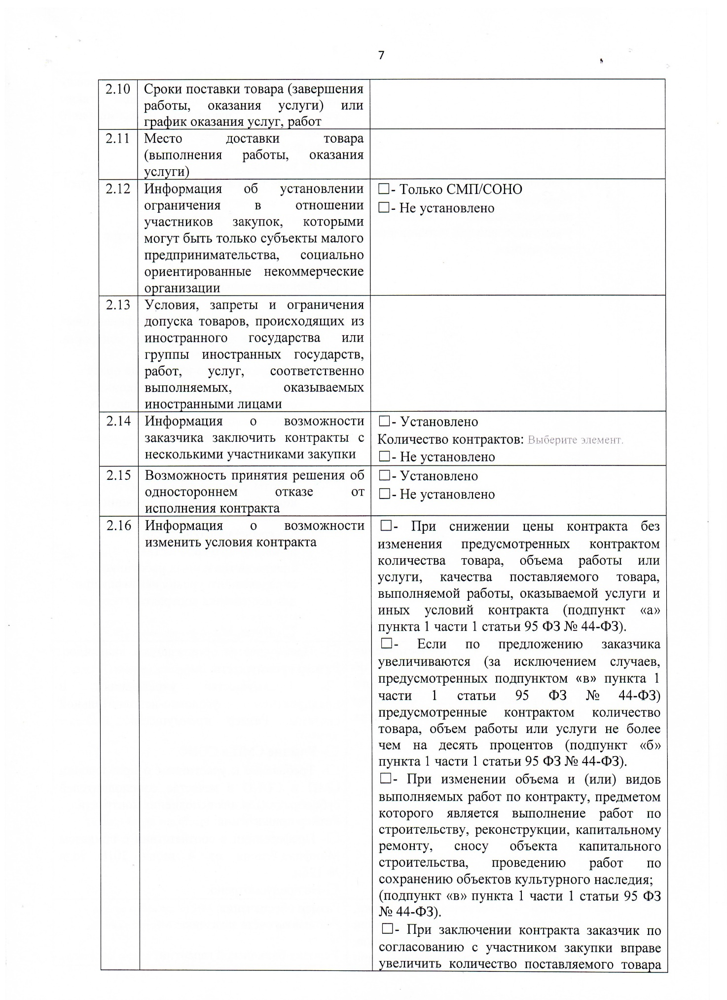 7
2.10 Сроки поставки товара (завершения
работы, оказания услуги) или
график оказания услуг, работ
2.11 Место доставки товара
(выполнения работы, оказания
услуги)
2.12 Информация об установлении
ограничения в отношении
участников закупок, которыми
могут быть только субъекты малого
предпринимательства, социально
ориентированные некоммерческие
организации
☐- Только СМП/СОНО
☐- Не установлено
2.13 Условия, запреты и ограничения
допуска товаров, происходящих из
иностранного государства или
группы иностранных государств,
работ, услуг, соответственно
выполняемых, оказываемых
иностранными лицами
2.14 Информация о возможности
заказчика заключить контракты с
несколькими участниками закупки
☐- Установлено
Количество контрактов: Выберите элемент.
☐- Не установлено
2.15 Возможность принятия решения об
одностороннем отказе от
исполнения контракта
☐- Установлено
☐- Не установлено
2.16 Информация о возможности
изменить условия контракта
☐- При снижении цены контракта без
изменения предусмотренных контрактом
количества товара, объема работы или
услуги, качества поставляемого товара,
выполняемой работы, оказываемой услуги и
иных условий контракта (подпункт «а»
пункта 1 части 1 статьи 95 ФЗ № 44-ФЗ).
☐- Если по предложению заказчика
увеличиваются (за исключением случаев,
предусмотренных подпунктом «в» пункта 1
части 1 статьи 95 ФЗ № 44-ФЗ)
предусмотренные контрактом количество
товара, объем работы или услуги не более
чем на десять процентов (подпункт «б»
пункта 1 части 1 статьи 95 ФЗ № 44-ФЗ).
☐- При изменении объема и (или) видов
выполняемых работ по контракту, предметом
которого является выполнение работ по
строительству, реконструкции, капитальному
ремонту, сносу объекта капитального
строительства, проведению работ по
сохранению объектов культурного наследия;
(подпункт «в» пункта 1 части 1 статьи 95 ФЗ
№ 44-ФЗ).
☐- При заключении контракта заказчик по
согласованию с участником закупки вправе
увеличить количество поставляемого товара